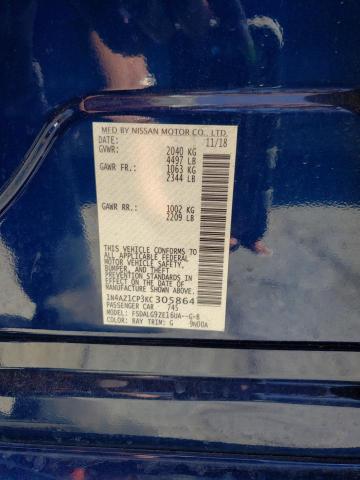 MFD BY NISSAN MOTOR CO., LTD.
DATE: 11/18
GVWR: 2040 KG
4497 LB
GAWR FR: 1063 KG
2344 LB
GAWR RR: 1002 KG
2209 LB
THIS VEHICLE CONFORMS TO
ALL APPLICABLE FEDERAL
MOTOR VEHICLE SAFETY,
BUMPER, AND THEFT
PREVENTION STANDARDS
IN EFFECT ON THE DATE OF
MANUFACTURE SHOWN ABOVE.
1N4AZ1CP3KC305864
PASSENGER CAR 745
MODEL: FSDALG9ZE16UA--G-B
COLOR: RAY TRIM: G 9N00A